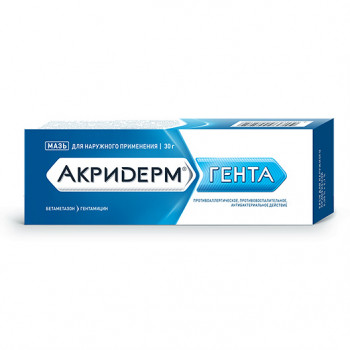 МАЗЬ ДЛЯ НАРУЖНОГО ПРИМЕНЕНИЯ | 30 г
АКРИДЕРМ® ГЕНТА
ПРОТИВОАЛЛЕРГИЧЕСКОЕ, ПРОТИВОВОСПАЛИТЕЛЬНОЕ,
АНТИБАКТЕРИАЛЬНОЕ ДЕЙСТВИЕ
БЕТАМЕТАЗОН ГЕНТАМИЦИН